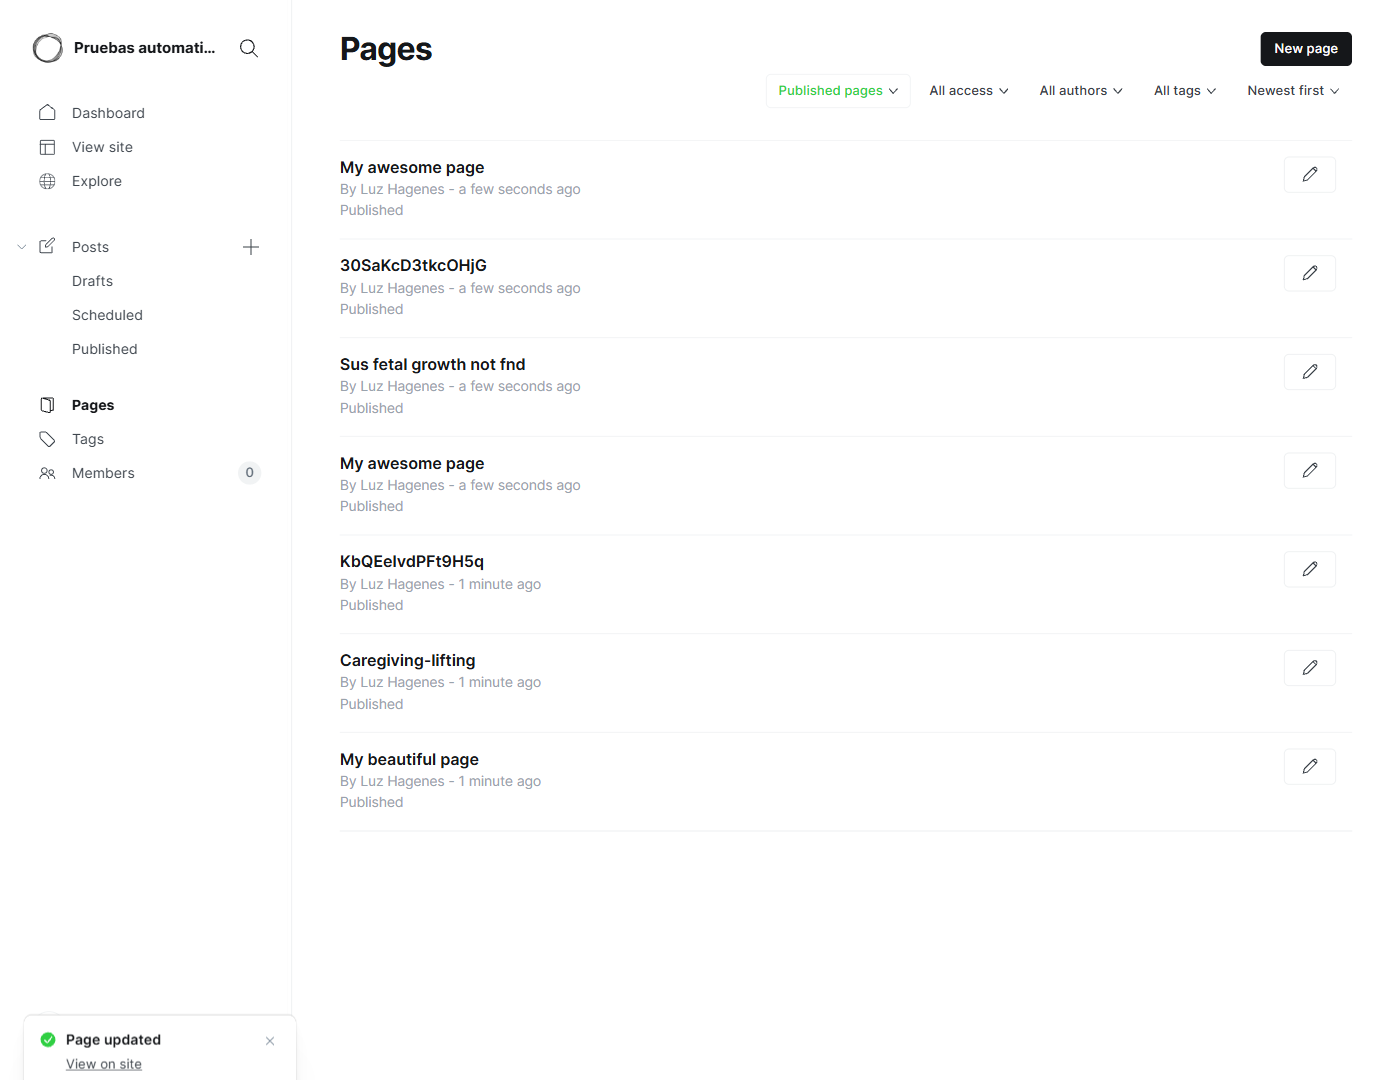 Pruebas automati...
Dashboard
View site
Explore
Posts
Drafts
Scheduled
Published
Pages
Tags
Members
0
Pages
New page
Published pages
All access
All authors
All tags
Newest first
My awesome page
By Luz Hagenes - a few seconds ago
Published
30SaKcD3tkcOHjG
By Luz Hagenes - a few seconds ago
Published
Sus fetal growth not fnd
By Luz Hagenes - a few seconds ago
Published
My awesome page
By Luz Hagenes - a few seconds ago
Published
KbQEeIvdPFt9H5q
By Luz Hagenes - 1 minute ago
Published
Caregiving-lifting
By Luz Hagenes - 1 minute ago
Published
My beautiful page
By Luz Hagenes - 1 minute ago
Published
Page updated
View on site